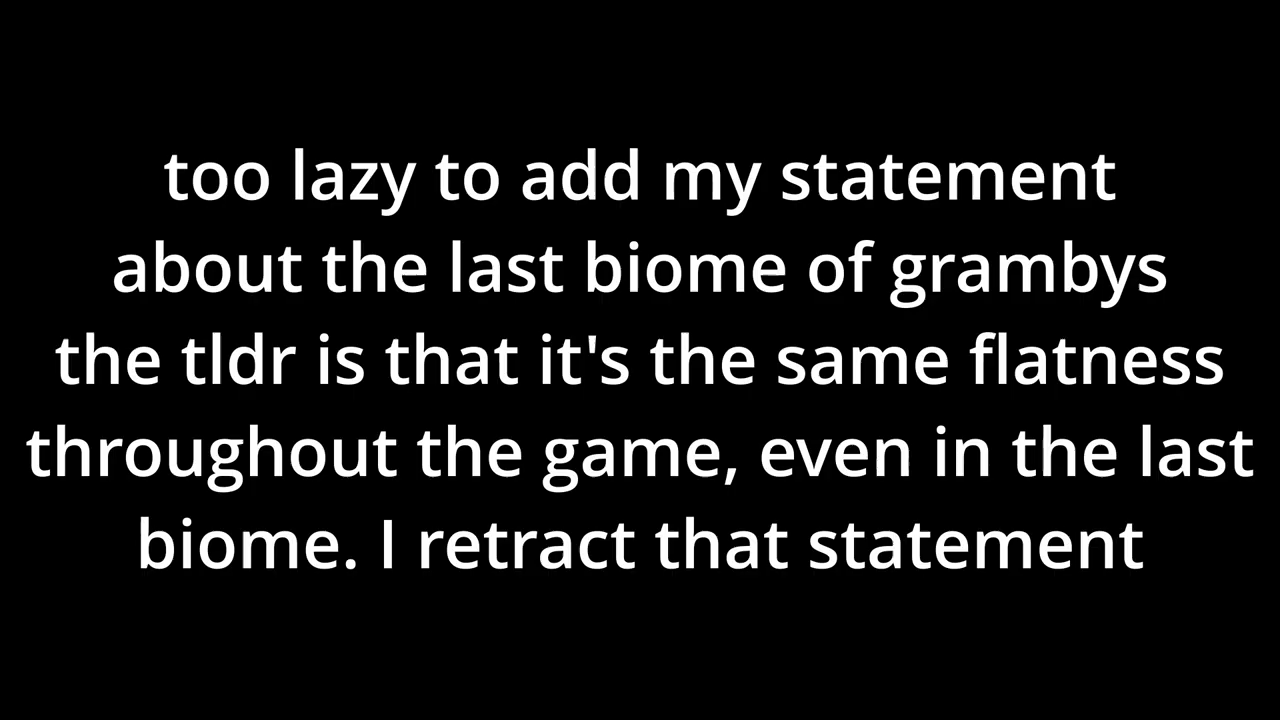 too lazy to add my statement
about the last biome of grambys
the tldr is that it's the same flatness
throughout the game, even in the last
biome. I retract that statement